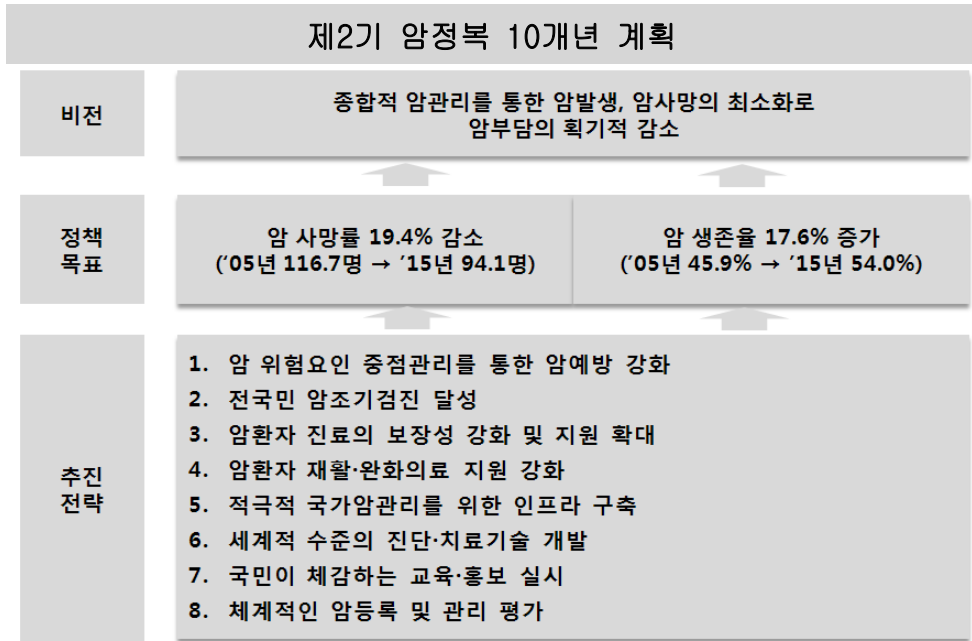 제2기 암정복 10개년 계획
비전
종합적 암관리를 통한 암발생, 암사망의 최소화로
암부담의 획기적 감소
정책
목표
암 사망률 19.4% 감소
(’05년 116.7명 → ’15년 94.1명)
암 생존율 17.6% 증가
(’05년 45.9% → ’15년 54.0%)
추진
전략
1. 암 위험요인 중점관리를 통한 암예방 강화
2. 전국민 암조기검진 달성
3. 암환자 진료의 보장성 강화 및 지원 확대
4. 암환자 재활·완화의료 지원 강화
5. 적극적 국가암관리를 위한 인프라 구축
6. 세계적 수준의 진단·치료기술 개발
7. 국민이 체감하는 교육·홍보 실시
8. 체계적인 암등록 및 관리 평가